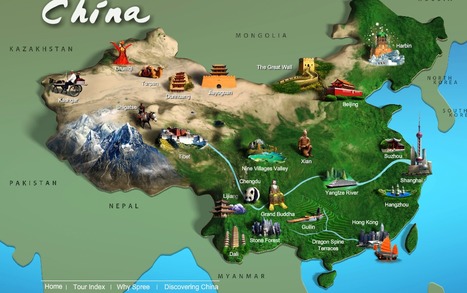 China
KAZAKHSTAN
MONGOLIA
Harbin
NORTH
KOREA
SOUTH
KOREA
Urumqi
Turpan
Dunhuang
Jiayuguan
The Great Wall
Beijing
Kashgar
Shigatse
Tibet
Nine Villages Valley
Xian
Suzhou
Shanghai
PAKISTAN
NEPAL
Chengdu
Yangtze River
Hangzhou
Lijiang
Grand Buddha
Guilin
Hong Kong
Dali
Stone Forest
Dragon Spine
Terraces
MYANMAR
Home | Tour Index | Why Spree | Discovering China